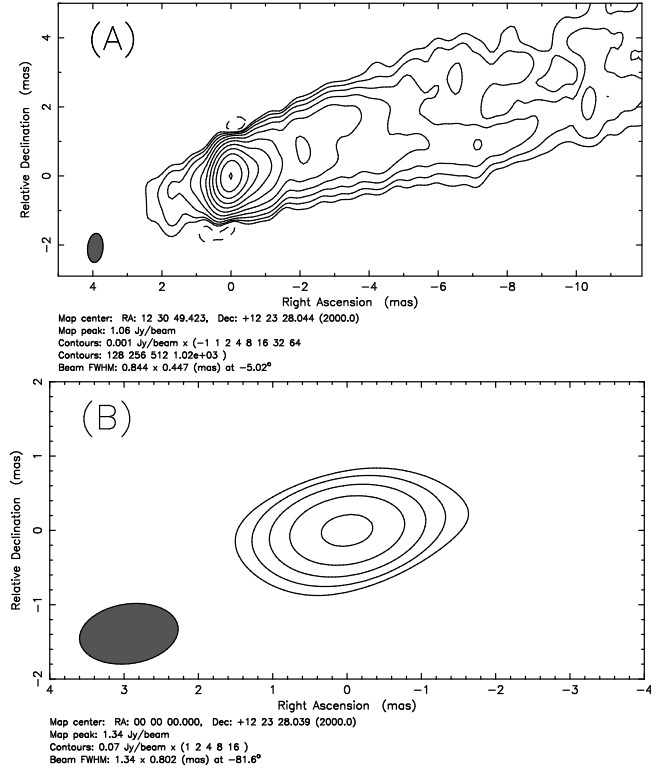 (A)
4
2
0
−2
Relative Declination (mas)
4 2 0 −2 −4 −6 −8 −10
Right Ascension (mas)
Map center: RA: 12 30 49.423, Dec: +12 23 28.044 (2000.0)
Map peak: 1.06 Jy/beam
Contours: 0.001 Jy/beam x (−1 1 2 4 8 16 32 64
Contours: 128 256 512 1.02e+03 )
Beam FWHM: 0.844 x 0.447 (mas) at −5.02°
(B)
2
1
0
−1
−2
Relative Declination (mas)
4 3 2 1 0 −1 −2 −3 −4
Right Ascension (mas)
Map center: RA: 00 00 00.000, Dec: +12 23 28.039 (2000.0)
Map peak: 1.34 Jy/beam
Contours: 0.07 Jy/beam x (1 2 4 8 16 )
Beam FWHM: 1.34 x 0.802 (mas) at −81.6°